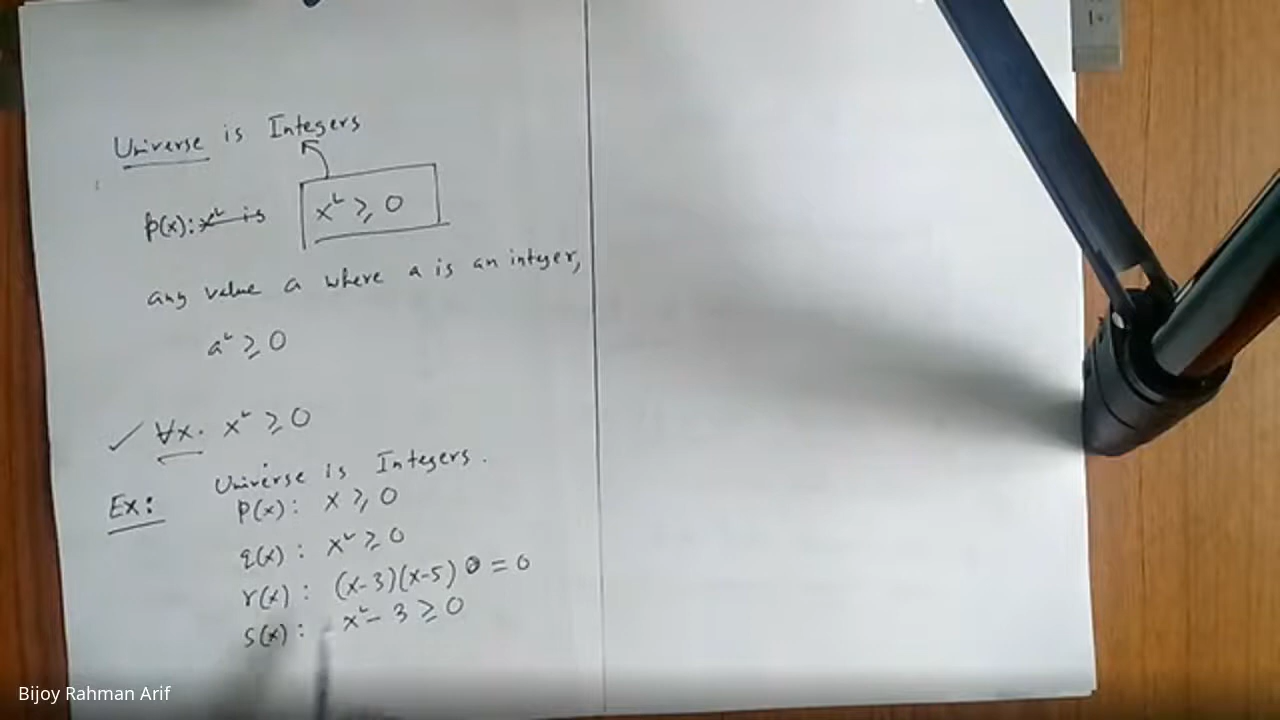 Universe is Integers
p(x): x² is x² ≥ 0
any value a where a is an integer,
a² ≥ 0
✓ ∀x. x² ≥ 0
Universe is Integers.
Ex: p(x): x ≥ 0
q(x): x² ≥ 0
r(x): (x-3)(x-5) = 0
s(x): x² - 3 ≥ 0
Bijoy Rahman Arif